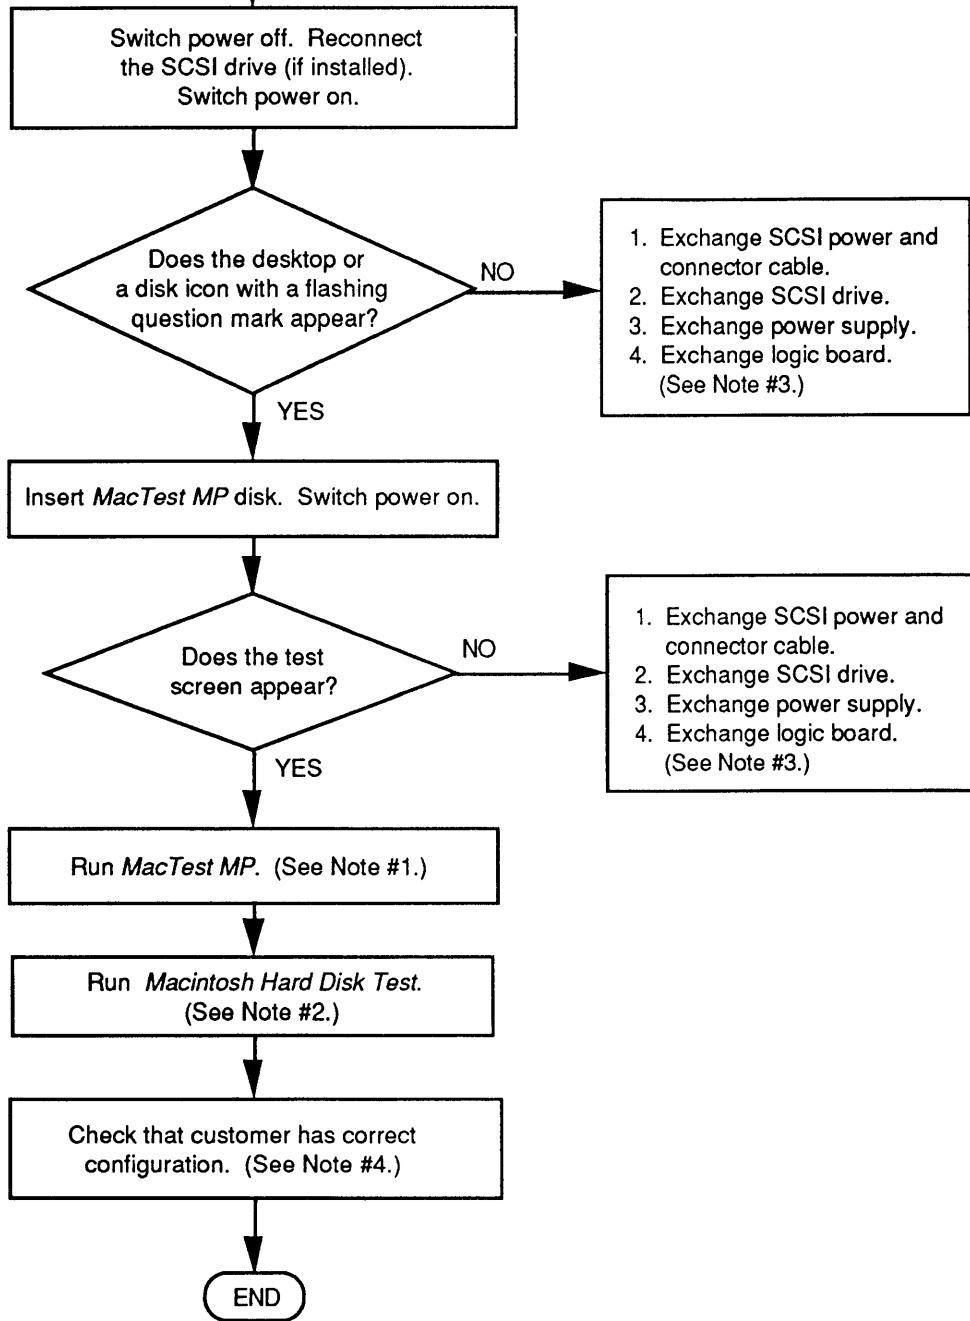 Switch power off. Reconnect
the SCSI drive (if installed).
Switch power on.
Does the desktop or
a disk icon with a flashing
question mark appear?
NO
1. Exchange SCSI power and
connector cable.
2. Exchange SCSI drive.
3. Exchange power supply.
4. Exchange logic board.
(See Note #3.)
YES
Insert MacTest MP disk. Switch power on.
Does the test
screen appear?
NO
1. Exchange SCSI power and
connector cable.
2. Exchange SCSI drive.
3. Exchange power supply.
4. Exchange logic board.
(See Note #3.)
YES
Run MacTest MP. (See Note #1.)
Run Macintosh Hard Disk Test.
(See Note #2.)
Check that customer has correct
configuration. (See Note #4.)
END